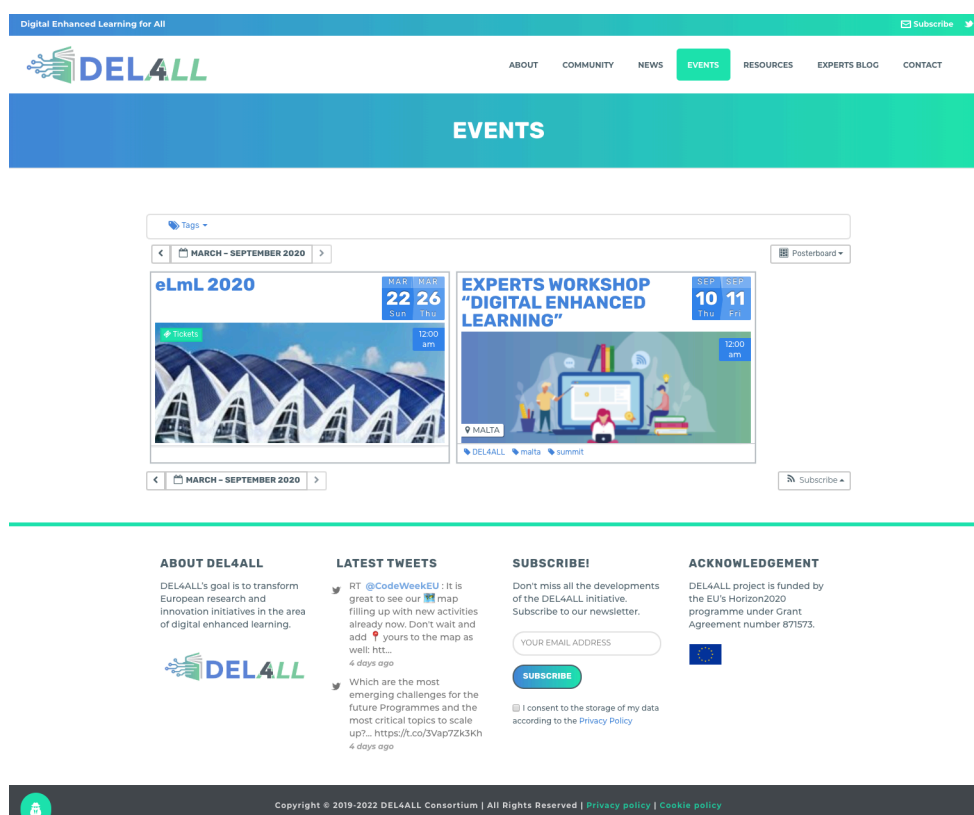 Digital Enhanced Learning for All
Subscribe
DEL4ALL
ABOUT COMMUNITY NEWS EVENTS RESOURCES EXPERTS BLOG CONTACT
EVENTS
Tags
MARCH – SEPTEMBER 2020
Posterboard
eLmL 2020
MAR MAR
22 26
Sun Thu
Tickets
12:00
am
EXPERTS WORKSHOP
“DIGITAL ENHANCED
LEARNING”
SEP SEP
10 11
Thu Fri
12:00
am
MALTA
DEL4ALL malta summit
MARCH – SEPTEMBER 2020
Subscribe
ABOUT DEL4ALL
DEL4ALL's goal is to transform
European research and
innovation initiatives in the area
of digital enhanced learning.
DEL4ALL
LATEST TWEETS
RT @CodeWeekEU : It is
great to see our 🗺️ map
filling up with new activities
already now. Don't wait and
add 📍 yours to the map as
well: htt...
4 days ago
Which are the most
emerging challenges for the
future Programmes and the
most critical topics to scale
up?... https://t.co/3Vap7Zk3Kh
4 days ago
SUBSCRIBE!
Don't miss all the developments
of the DEL4ALL initiative.
Subscribe to our newsletter.
YOUR EMAIL ADDRESS
SUBSCRIBE
I consent to the storage of my data
according to the Privacy Policy
ACKNOWLEDGEMENT
DEL4ALL project is funded by
the EU's Horizon2020
programme under Grant
Agreement number 871573.
Copyright © 2019-2022 DEL4ALL Consortium | All Rights Reserved | Privacy policy | Cookie policy